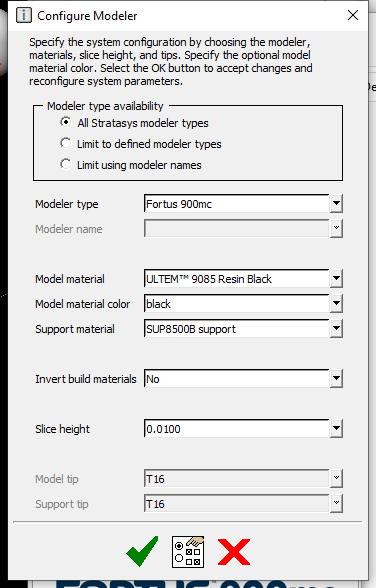 Configure Modeler
Specify the system configuration by choosing the modeler,
materials, slice height, and tips. Specify the optional model
material color. Select the OK button to accept changes and
reconfigure system parameters.
Modeler type availability
All Stratasys modeler types
Limit to defined modeler types
Limit using modeler names
Modeler type Fortus 900mc
Modeler name
Model material ULTEM™ 9085 Resin Black
Model material color black
Support material SUP8500B support
Invert build materials No
Slice height 0.0100
Model tip T16
Support tip T16